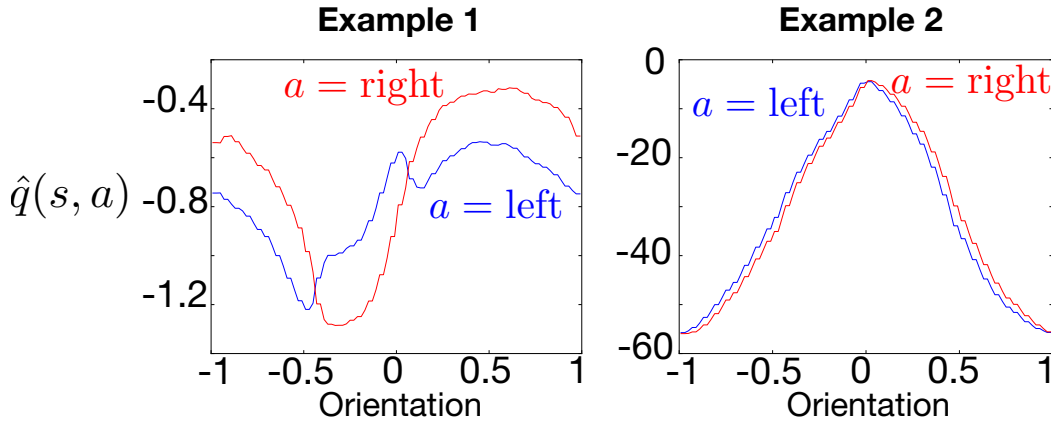 Example 1
Example 2
a = right
a = left
q̂(s, a)
-0.4
-0.8
-1.2
-1
-0.5
0
0.5
1
Orientation
a = left
a = right
0
-20
-40
-60
-1
-0.5
0
0.5
1
Orientation